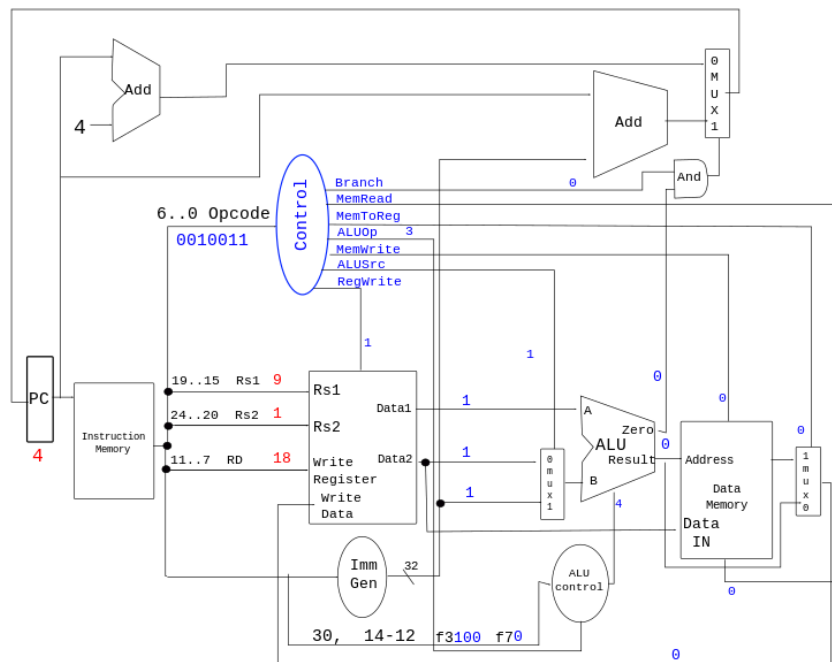 Add
4
Add
0
M
U
X
1
And
Control
Branch 0
MemRead
MemToReg
ALUOp 3
MemWrite
ALUSrc
RegWrite
6..0 Opcode
0010011
1
1
PC
4
Instruction
Memory
19..15 Rs1 9
24..20 Rs2 1
11..7 RD 18
Rs1
Rs2
Write
Register
Write
Data
Data1
Data2
1
1
1
0
m
u
x
1
A
B
ALU
Zero
Result
0
0
4
0
Address
Data
Memory
Data
IN
0
0
1
m
u
x
0
Imm
Gen
32
ALU
control
30, 14-12 f3100 f70
0